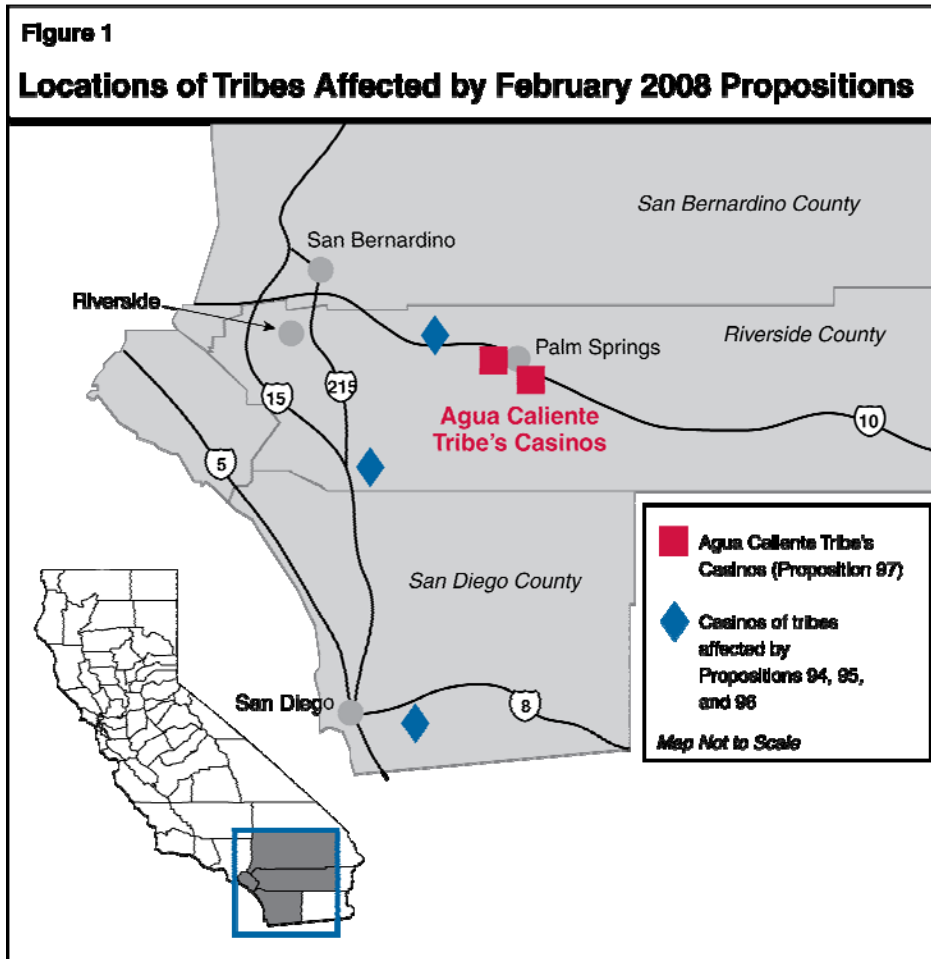 Figure 1
Locations of Tribes Affected by February 2008 Propositions
San Bernardino County
San Bernardino
Riverside
Riverside County
Palm Springs
15
215
Agua Caliente
Tribe's Casinos
10
5
San Diego County
Agua Caliente Tribe's
Casinos (Proposition 97)
Casinos of tribes
affected by
Propositions 94, 95,
and 96
Map Not to Scale
San Diego
8